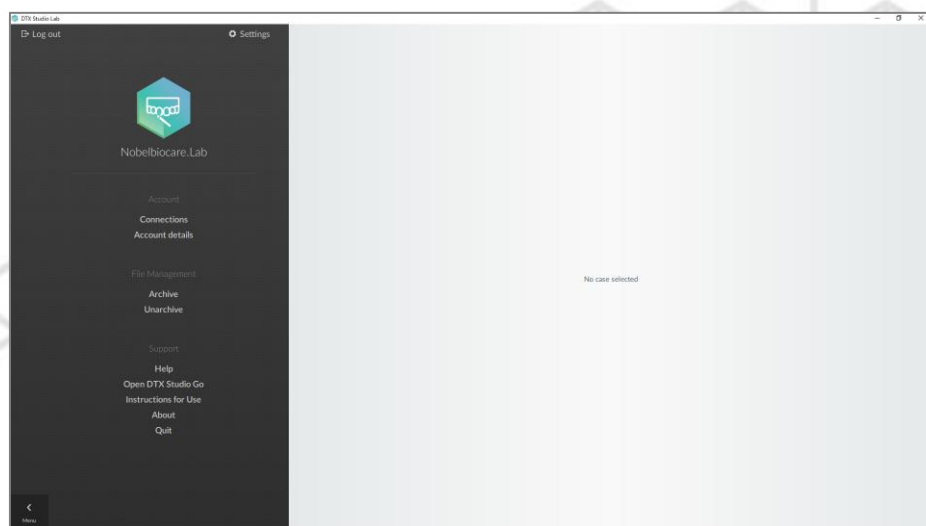 DTX Studio Lab
Log out
Settings
Nobelbiocare.Lab
Account
Connections
Account details
File Management
Archive
Unarchive
Support
Help
Open DTX Studio Go
Instructions for Use
About
Quit
Menu
No case selected